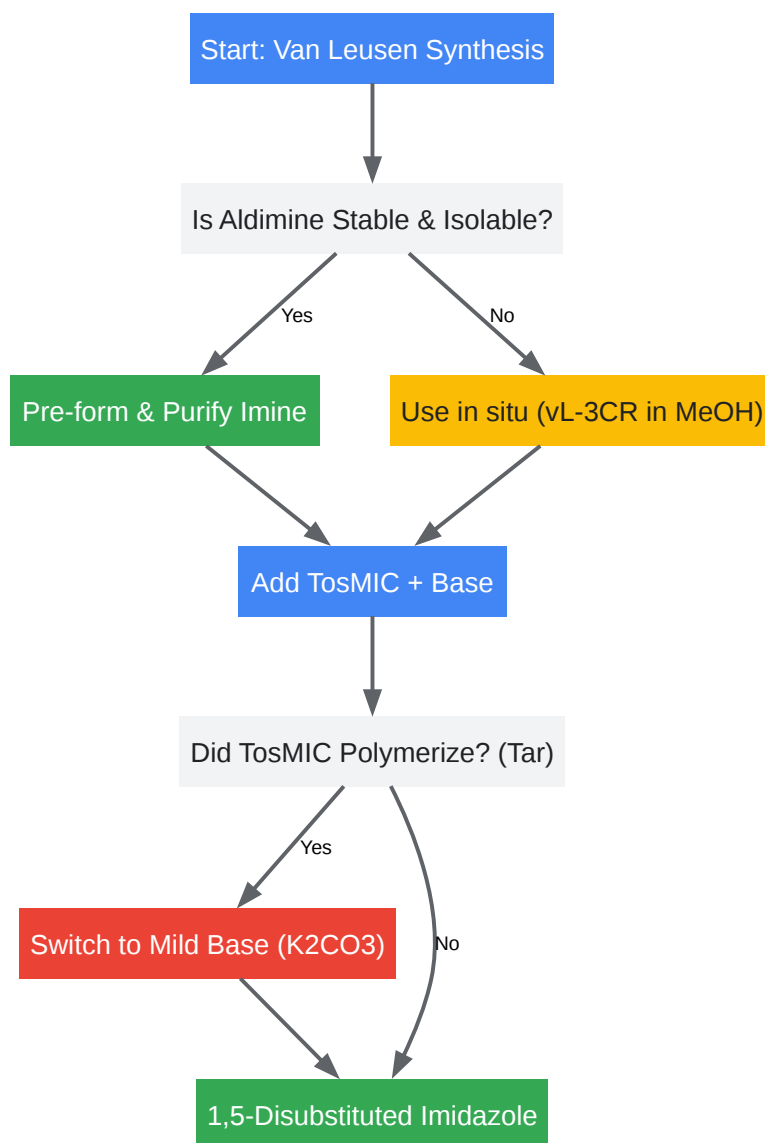 Start: Van Leusen Synthesis
Is Aldimine Stable & Isolable?
Yes
No
Pre-form & Purify Imine
Use in situ (vL-3CR in MeOH)
Add TosMIC + Base
Did TosMIC Polymerize? (Tar)
Yes
Switch to Mild Base (K2CO3)
No
1,5-Disubstituted Imidazole